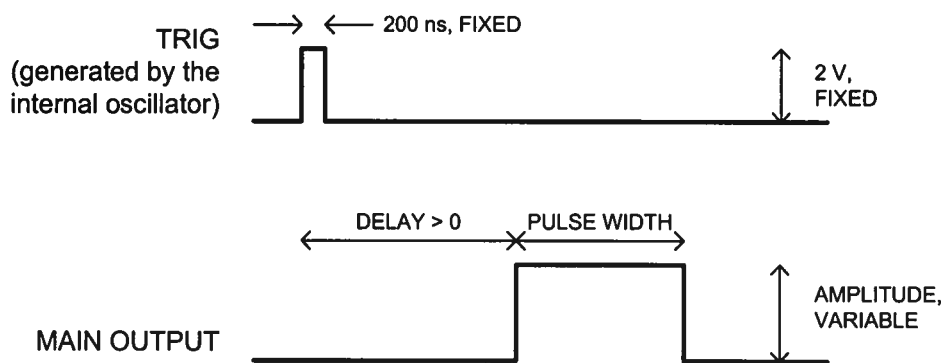 TRIG
(generated by the
internal oscillator)
200 ns, FIXED
2 V,
FIXED
DELAY > 0
PULSE WIDTH
AMPLITUDE,
VARIABLE
MAIN OUTPUT